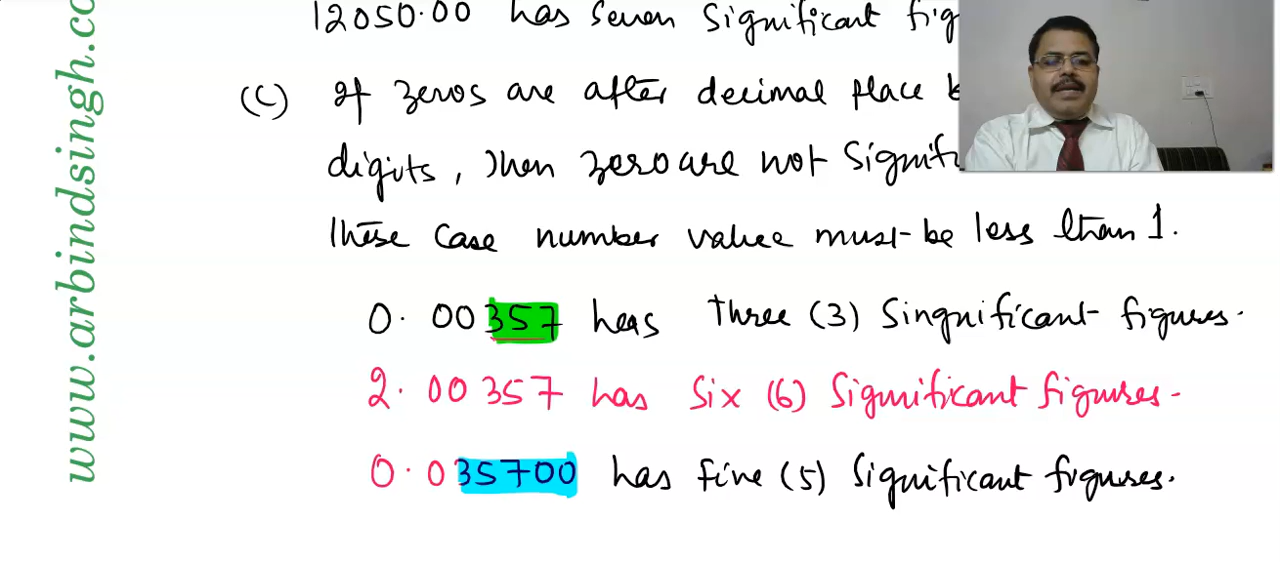 www.arbindsingh.co
12050.00 has seven significant fig
(C) If zeros are after decimal place b
digits, then zero are not signifi
These case number value must be less than 1.
0.00357 has Three (3) Singnificant figures.
2.00357 has six (6) Significant figures.
0.035700 has five (5) Significant figures.